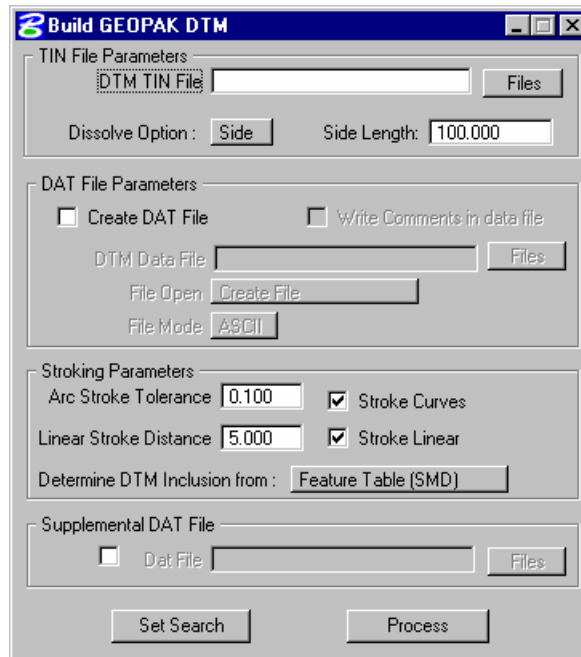 Build GEOPAK DTM
TIN File Parameters
DTM TIN File Files
Dissolve Option : Side Side Length: 100.000
DAT File Parameters
Create DAT File Write Comments in data file
DTM Data File Files
File Open Create File
File Mode ASCII
Stroking Parameters
Arc Stroke Tolerance 0.100 Stroke Curves
Linear Stroke Distance 5.000 Stroke Linear
Determine DTM Inclusion from : Feature Table (SMD)
Supplemental DAT File
Dat File Files
Set Search Process